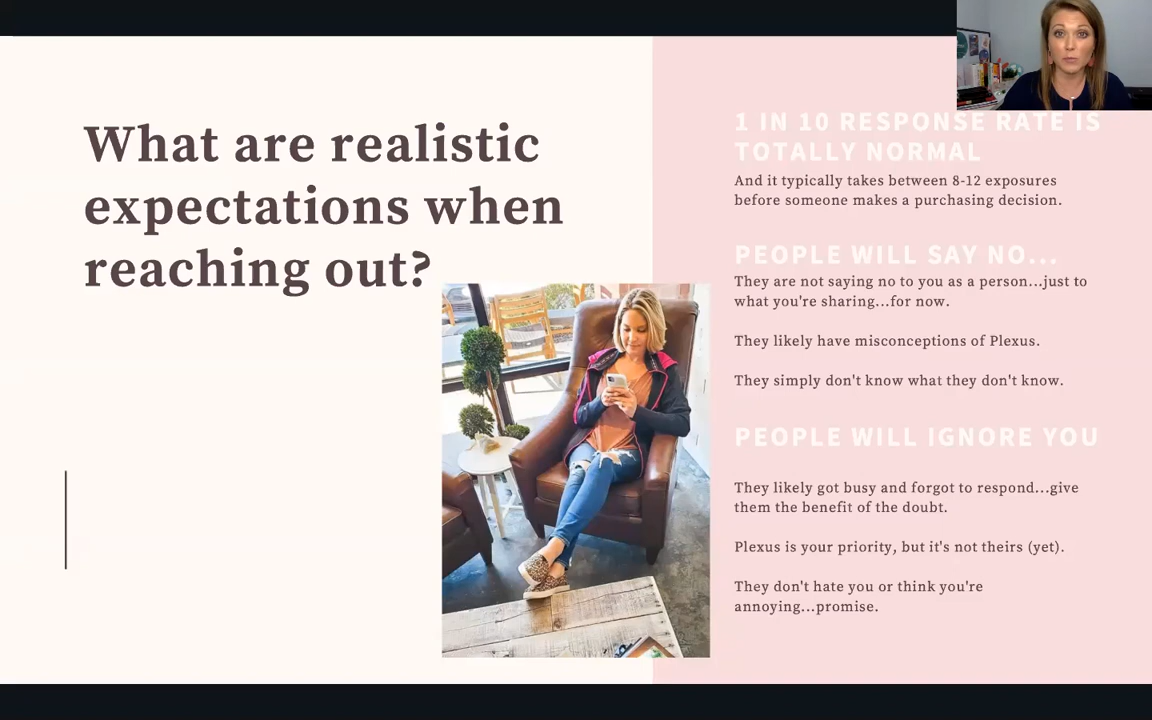 What are realistic
expectations when
reaching out?
1 IN 10 RESPONSE RATE IS
TOTALLY NORMAL
And it typically takes between 8-12 exposures
before someone makes a purchasing decision.
PEOPLE WILL SAY NO...
They are not saying no to you as a person...just to
what you're sharing...for now.
They likely have misconceptions of Plexus.
They simply don't know what they don't know.
PEOPLE WILL IGNORE YOU
They likely got busy and forgot to respond...give
them the benefit of the doubt.
Plexus is your priority, but it's not theirs (yet).
They don't hate you or think you're
annoying...promise.